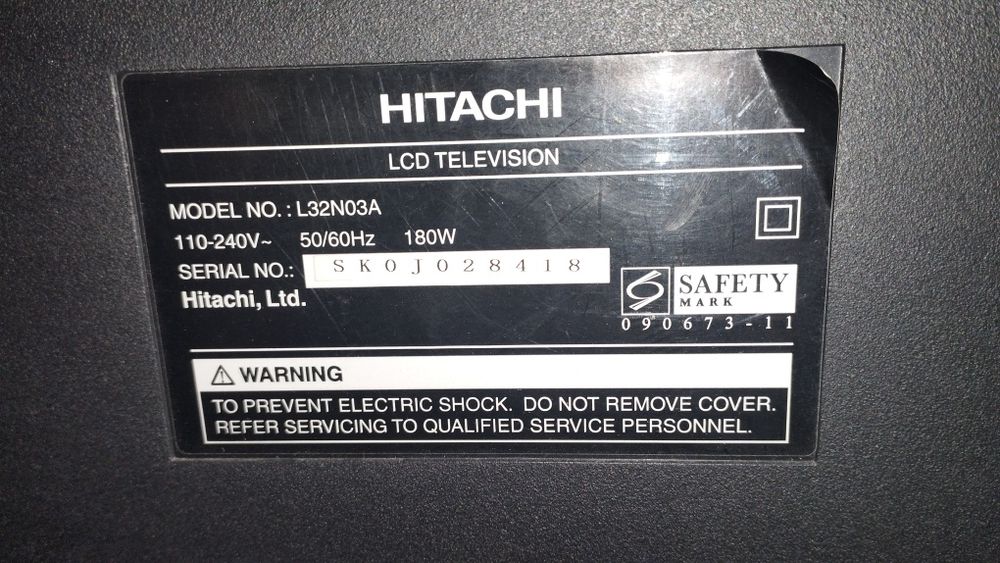 HITACHI
LCD TELEVISION
MODEL NO. : L32N03A
110-240V~ 50/60Hz 180W
SERIAL NO.: SK0J028418
Hitachi, Ltd.
SAFETY
MARK
090673-11
⚠ WARNING
TO PREVENT ELECTRIC SHOCK. DO NOT REMOVE COVER.
REFER SERVICING TO QUALIFIED SERVICE PERSONNEL.